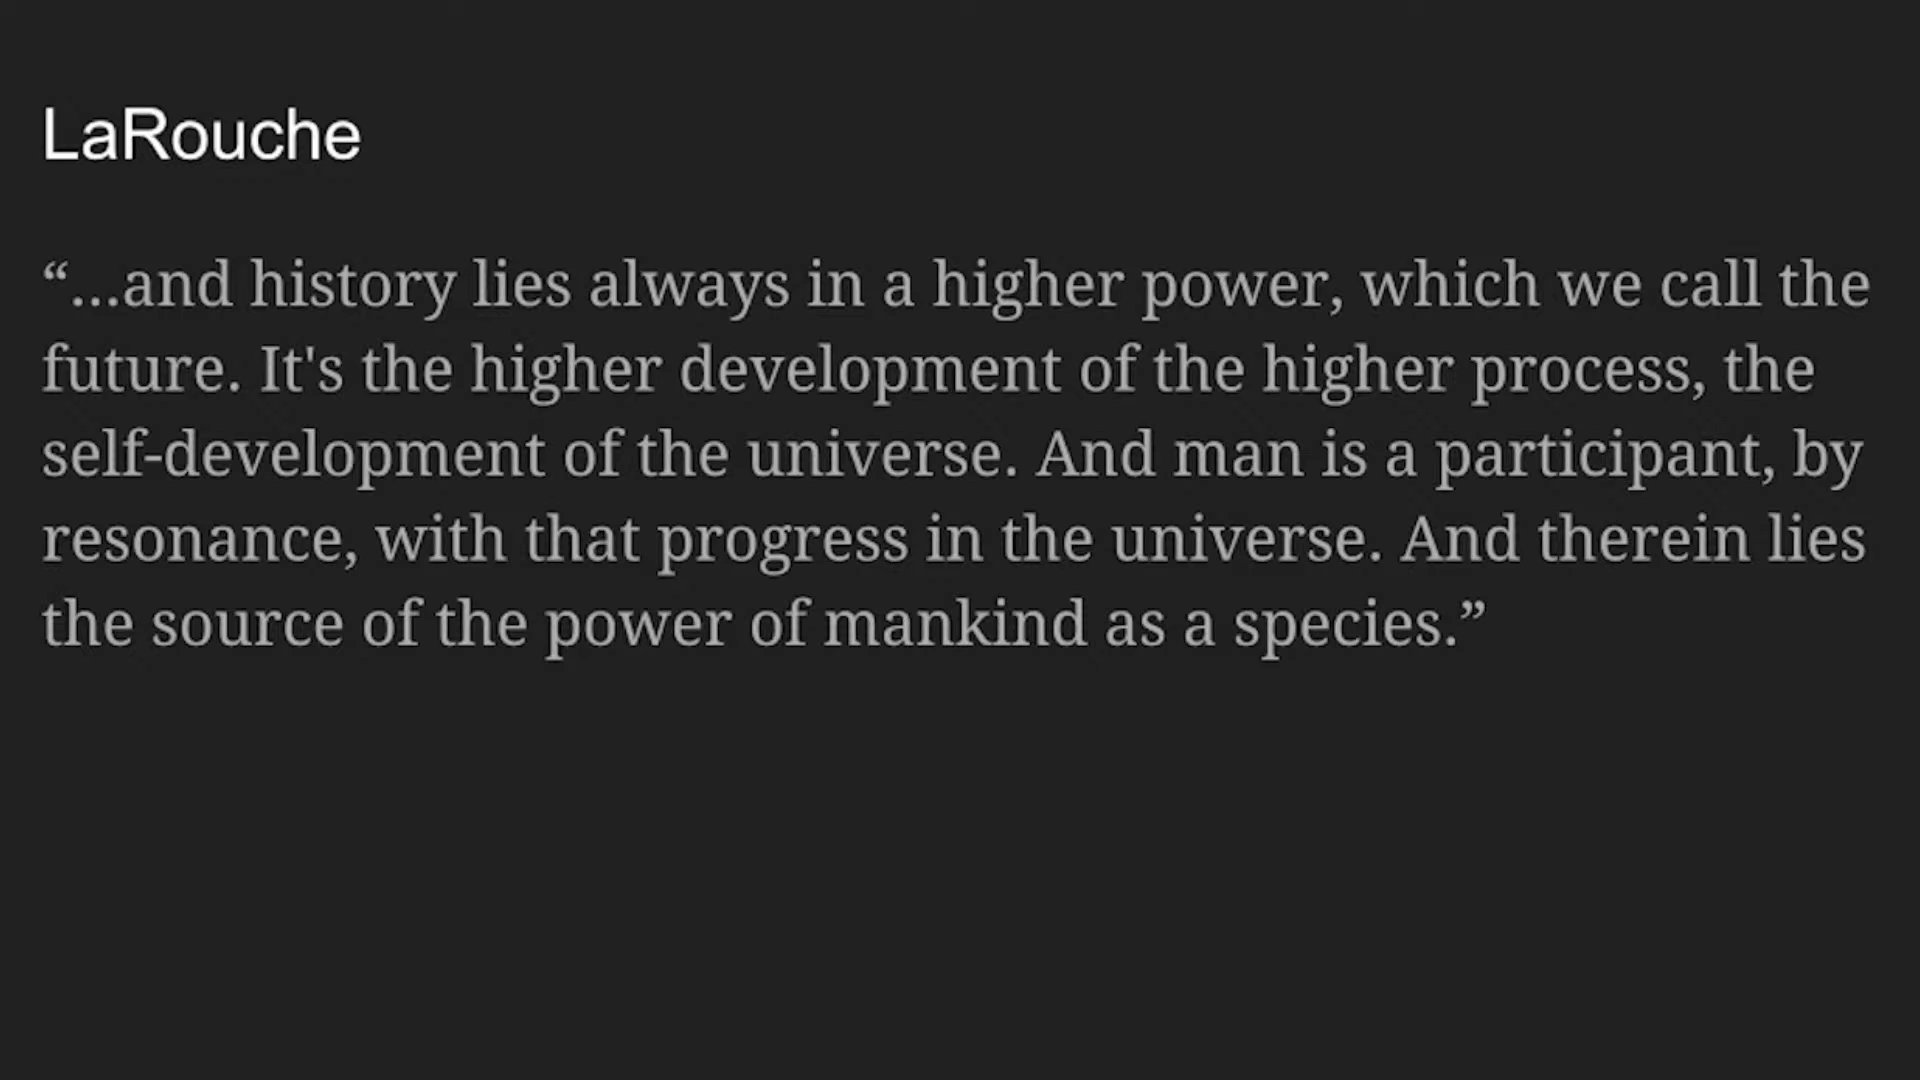 LaRouche
“...and history lies always in a higher power, which we call the
future. It's the higher development of the higher process, the
self-development of the universe. And man is a participant, by
resonance, with that progress in the universe. And therein lies
the source of the power of mankind as a species.”